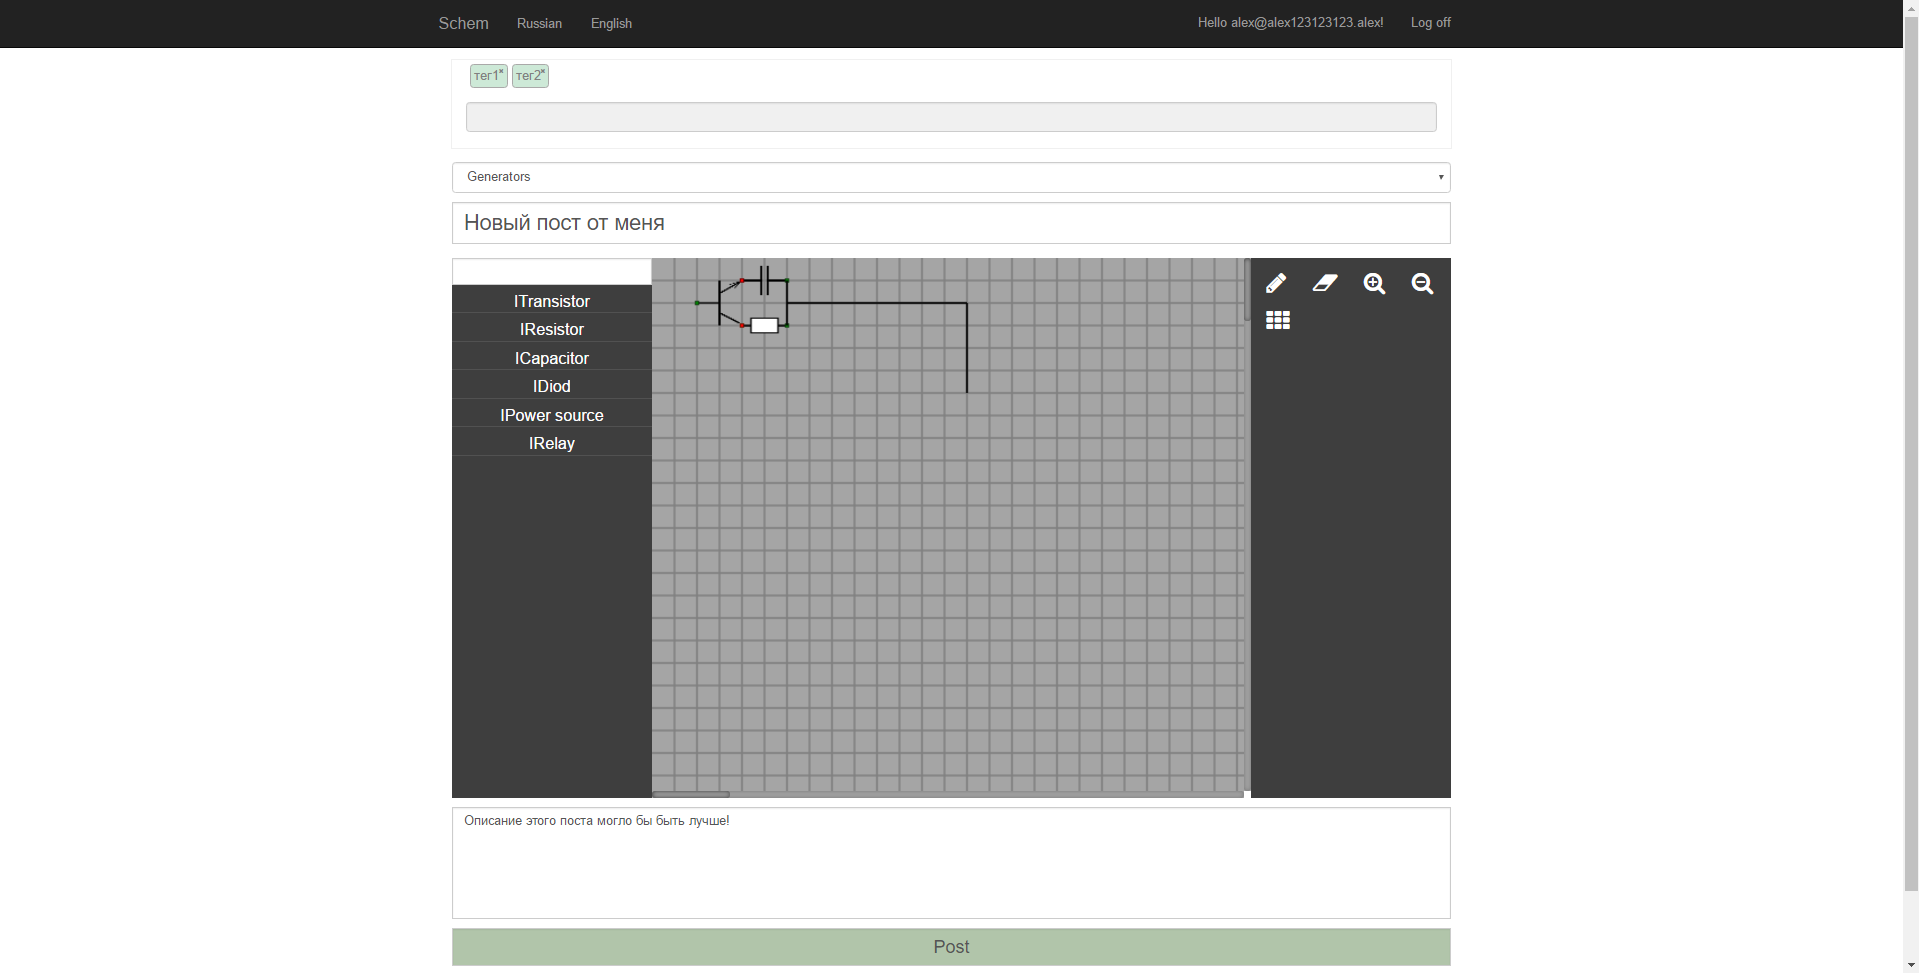 Schem Russian English Hello alex@alex123123123.alex! Log off
тег1× тег2×
Generators
Новый пост от меня
ITransistor
IResistor
ICapacitor
IDiod
IPower source
IRelay
Описание этого поста могло бы быть лучше!
Post